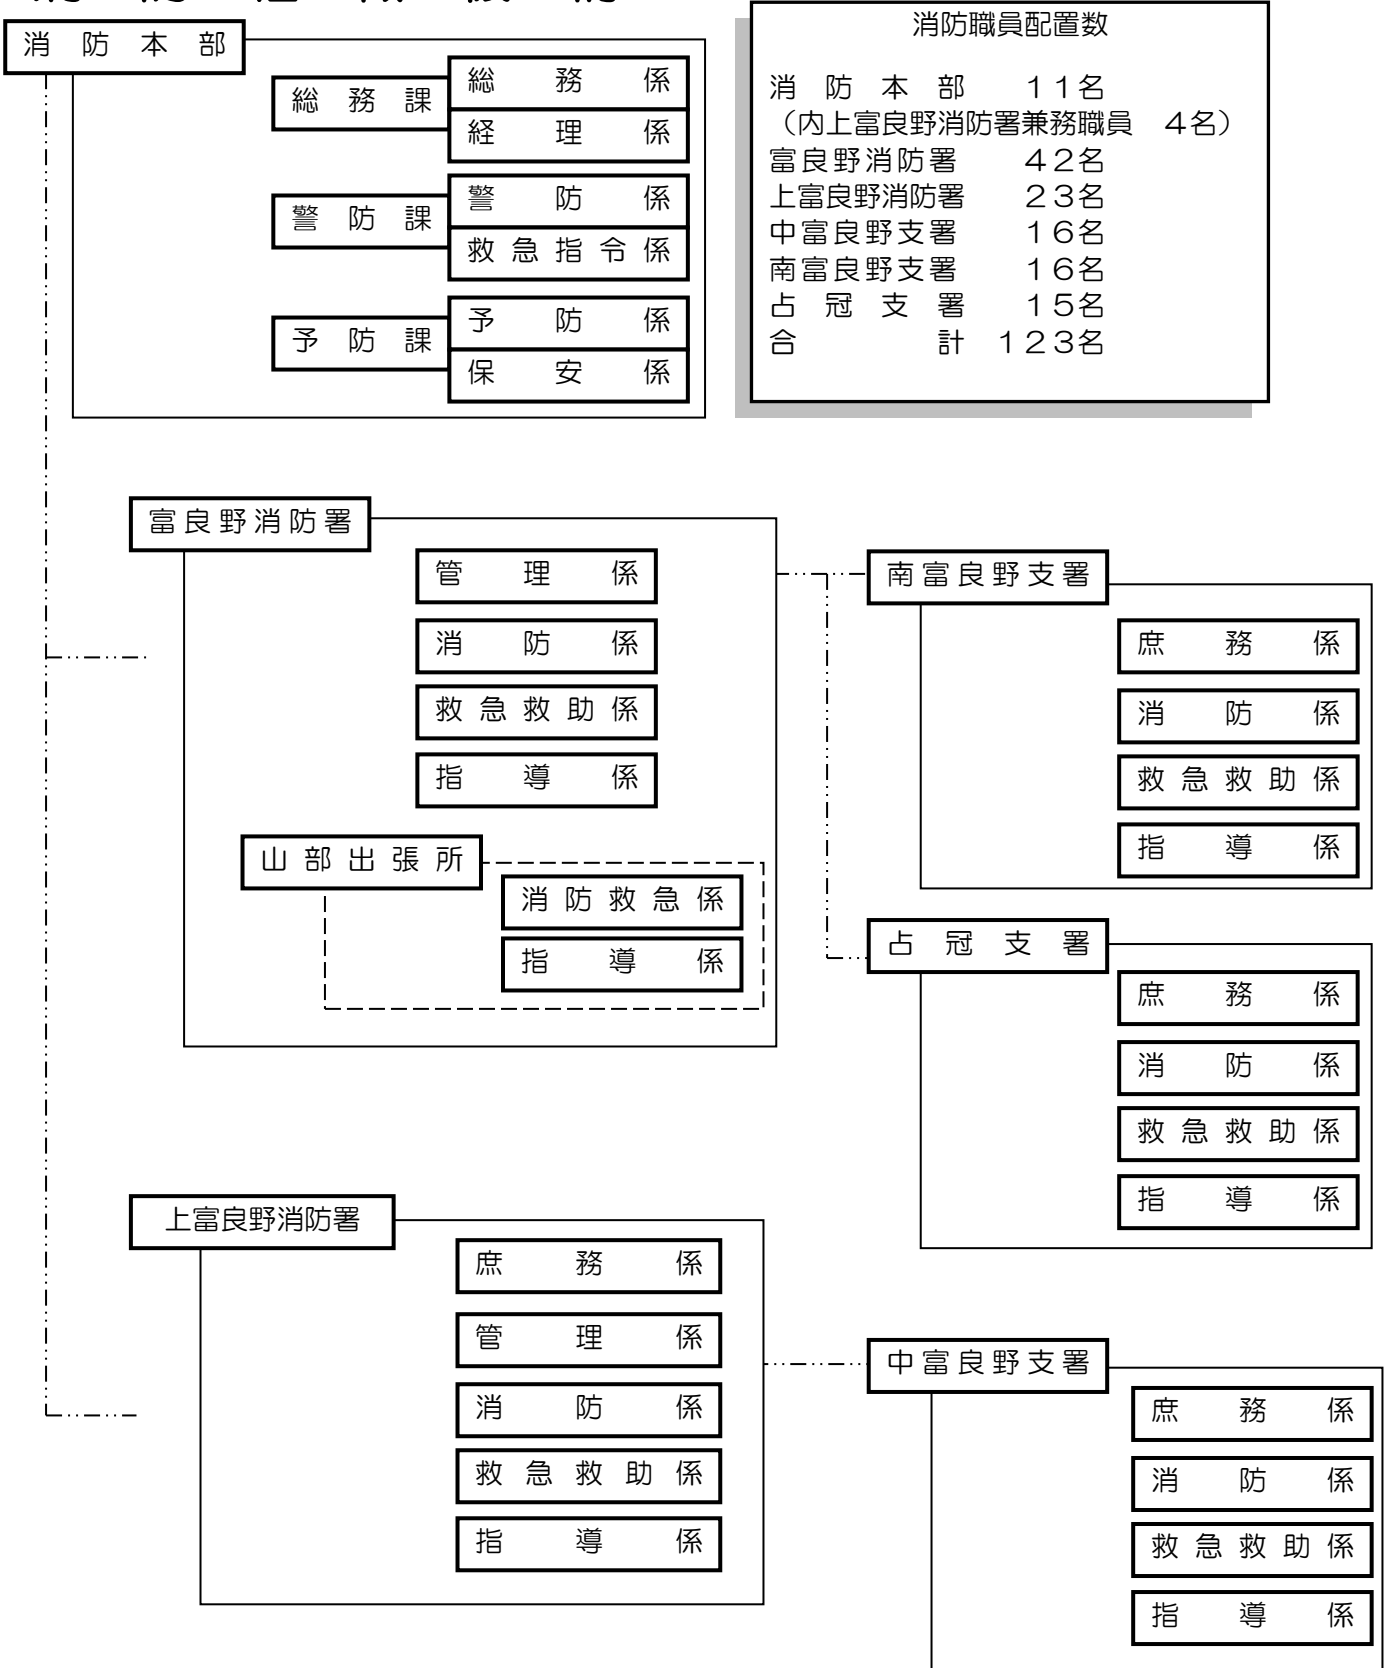 消防本部
総務課
総務係
経理係
警防課
警防係
救急指令係
予防課
予防係
保安係
消防職員配置数
消防本部 11名
（内上富良野消防署兼務職員 4名）
富良野消防署 42名
上富良野消防署 23名
中富良野支署 16名
南富良野支署 16名
占冠支署 15名
合計 123名
富良野消防署
管理係
消防係
救急救助係
指導係
山部出張所
消防救急係
指導係
南富良野支署
庶務係
消防係
救急救助係
指導係
占冠支署
庶務係
消防係
救急救助係
指導係
上富良野消防署
庶務係
管理係
消防係
救急救助係
指導係
中富良野支署
庶務係
消防係
救急救助係
指導係